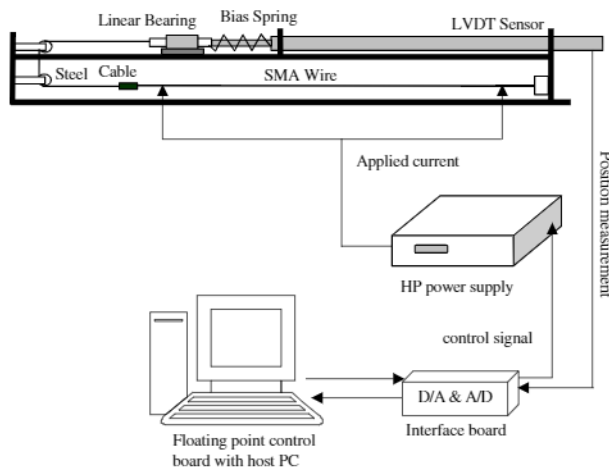 Linear Bearing
Bias Spring
LVDT Sensor
Steel
Cable
SMA Wire
Applied current
Position measurement
HP power supply
control signal
D/A & A/D
Interface board
Floating point control
board with host PC